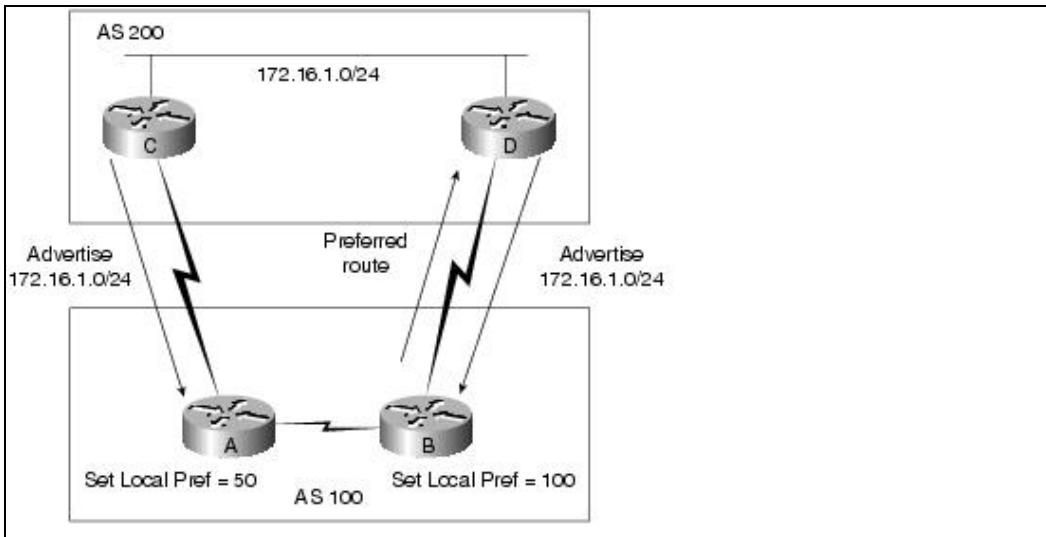 AS 200
172.16.1.0/24
C
D
Advertise
172.16.1.0/24
Preferred
route
Advertise
172.16.1.0/24
A
B
Set Local Pref = 50
AS 100
Set Local Pref = 100